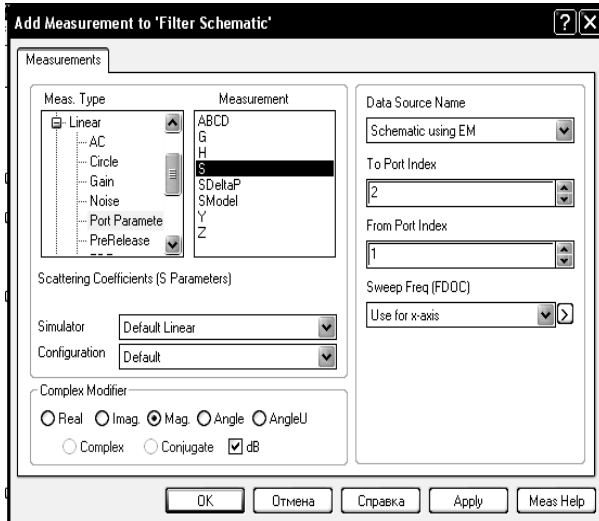 Add Measurement to 'Filter Schematic'
Measurements
Meas. Type
Linear
AC
Circle
Gain
Noise
Port Paramete
PreRelease
Measurement
ABCD
G
H
S
SDeltaP
SModel
Y
Z
Scattering Coefficients (S Parameters)
Simulator Default Linear
Configuration Default
Complex Modifier
Real Imag. Mag. Angle AngleU
Complex Conjugate dB
Data Source Name
Schematic using EM
To Port Index
2
From Port Index
1
Sweep Freq (FDOC)
Use for x-axis
OK Отмена Справка Apply Meas Help